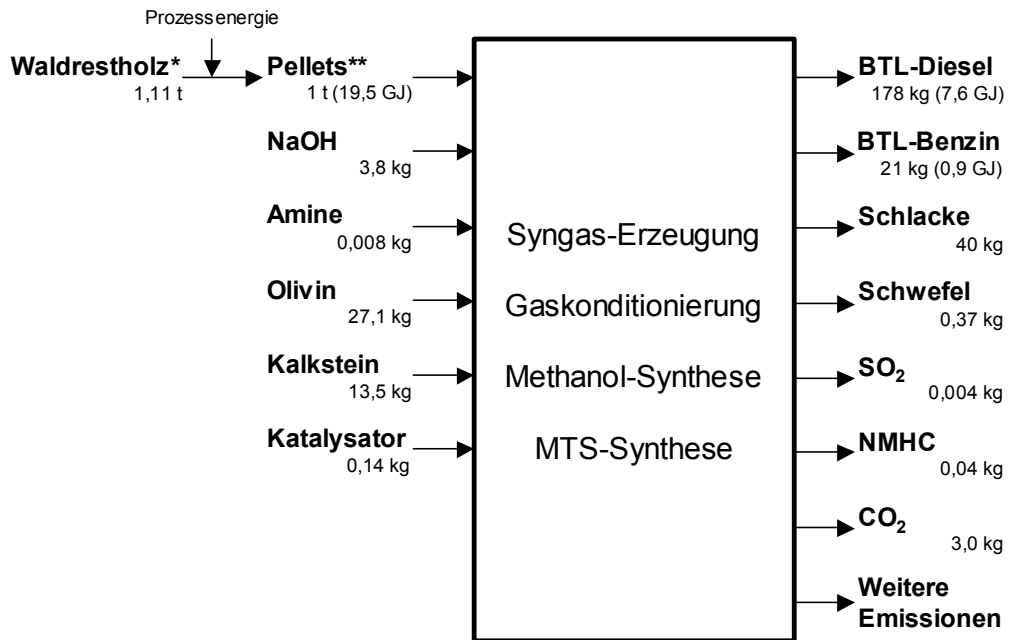 Prozessenergie
Waldrestholz*
1,11 t
Pellets**
1 t (19,5 GJ)
NaOH
3,8 kg
Amine
0,008 kg
Olivin
27,1 kg
Kalkstein
13,5 kg
Katalysator
0,14 kg
Syngas-Erzeugung
Gaskonditionierung
Methanol-Synthese
MTS-Synthese
BTL-Diesel
178 kg (7,6 GJ)
BTL-Benzin
21 kg (0,9 GJ)
Schlacke
40 kg
Schwefel
0,37 kg
SO₂
0,004 kg
NMHC
0,04 kg
CO₂
3,0 kg
Weitere
Emissionen